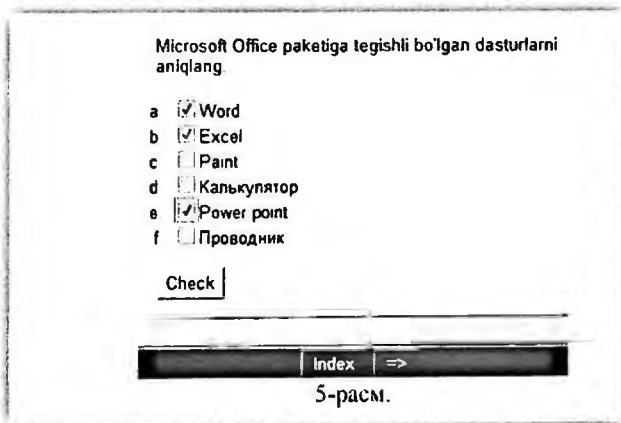 Microsoft Office paketiga tegishli bo'lgan dasturlarni
aniqlang.
a Word
b Excel
c Paint
d Калькулятор
e Power point
f Проводник
Check
Index =>
5-расм.